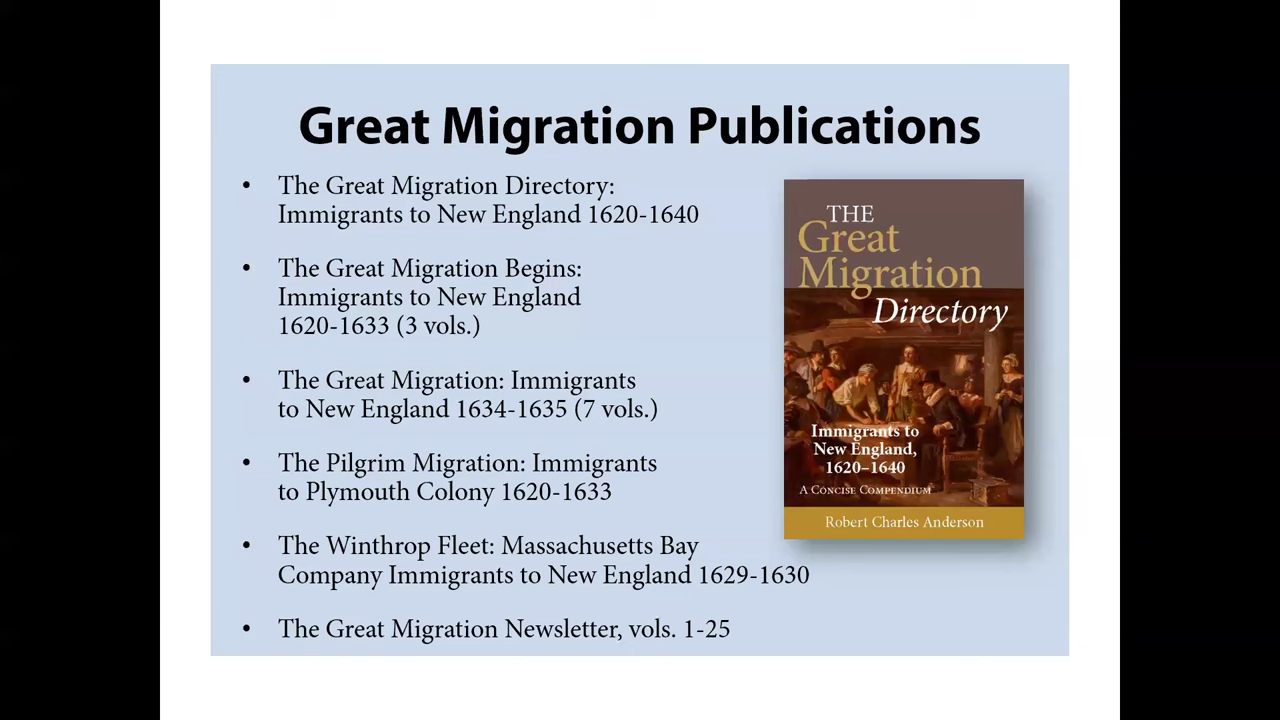 Great Migration Publications
• The Great Migration Directory:
Immigrants to New England 1620-1640
• The Great Migration Begins:
Immigrants to New England
1620-1633 (3 vols.)
• The Great Migration: Immigrants
to New England 1634-1635 (7 vols.)
• The Pilgrim Migration: Immigrants
to Plymouth Colony 1620-1633
• The Winthrop Fleet: Massachusetts Bay
Company Immigrants to New England 1629-1630
• The Great Migration Newsletter, vols. 1-25
THE
Great
Migration
Directory
Immigrants to
New England,
1620–1640
A Concise Compendium
Robert Charles Anderson